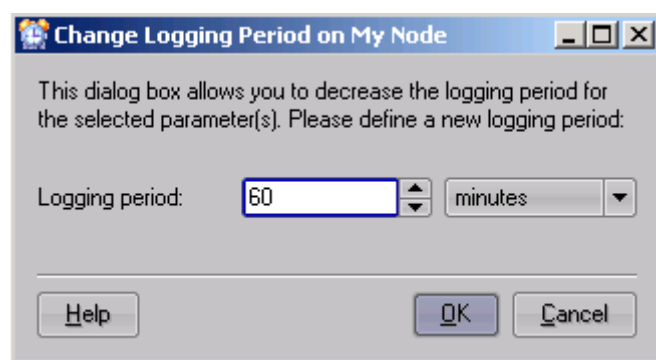 Change Logging Period on My Node
This dialog box allows you to decrease the logging period for
the selected parameter(s). Please define a new logging period:
Logging period: 60 minutes
Help OK Cancel